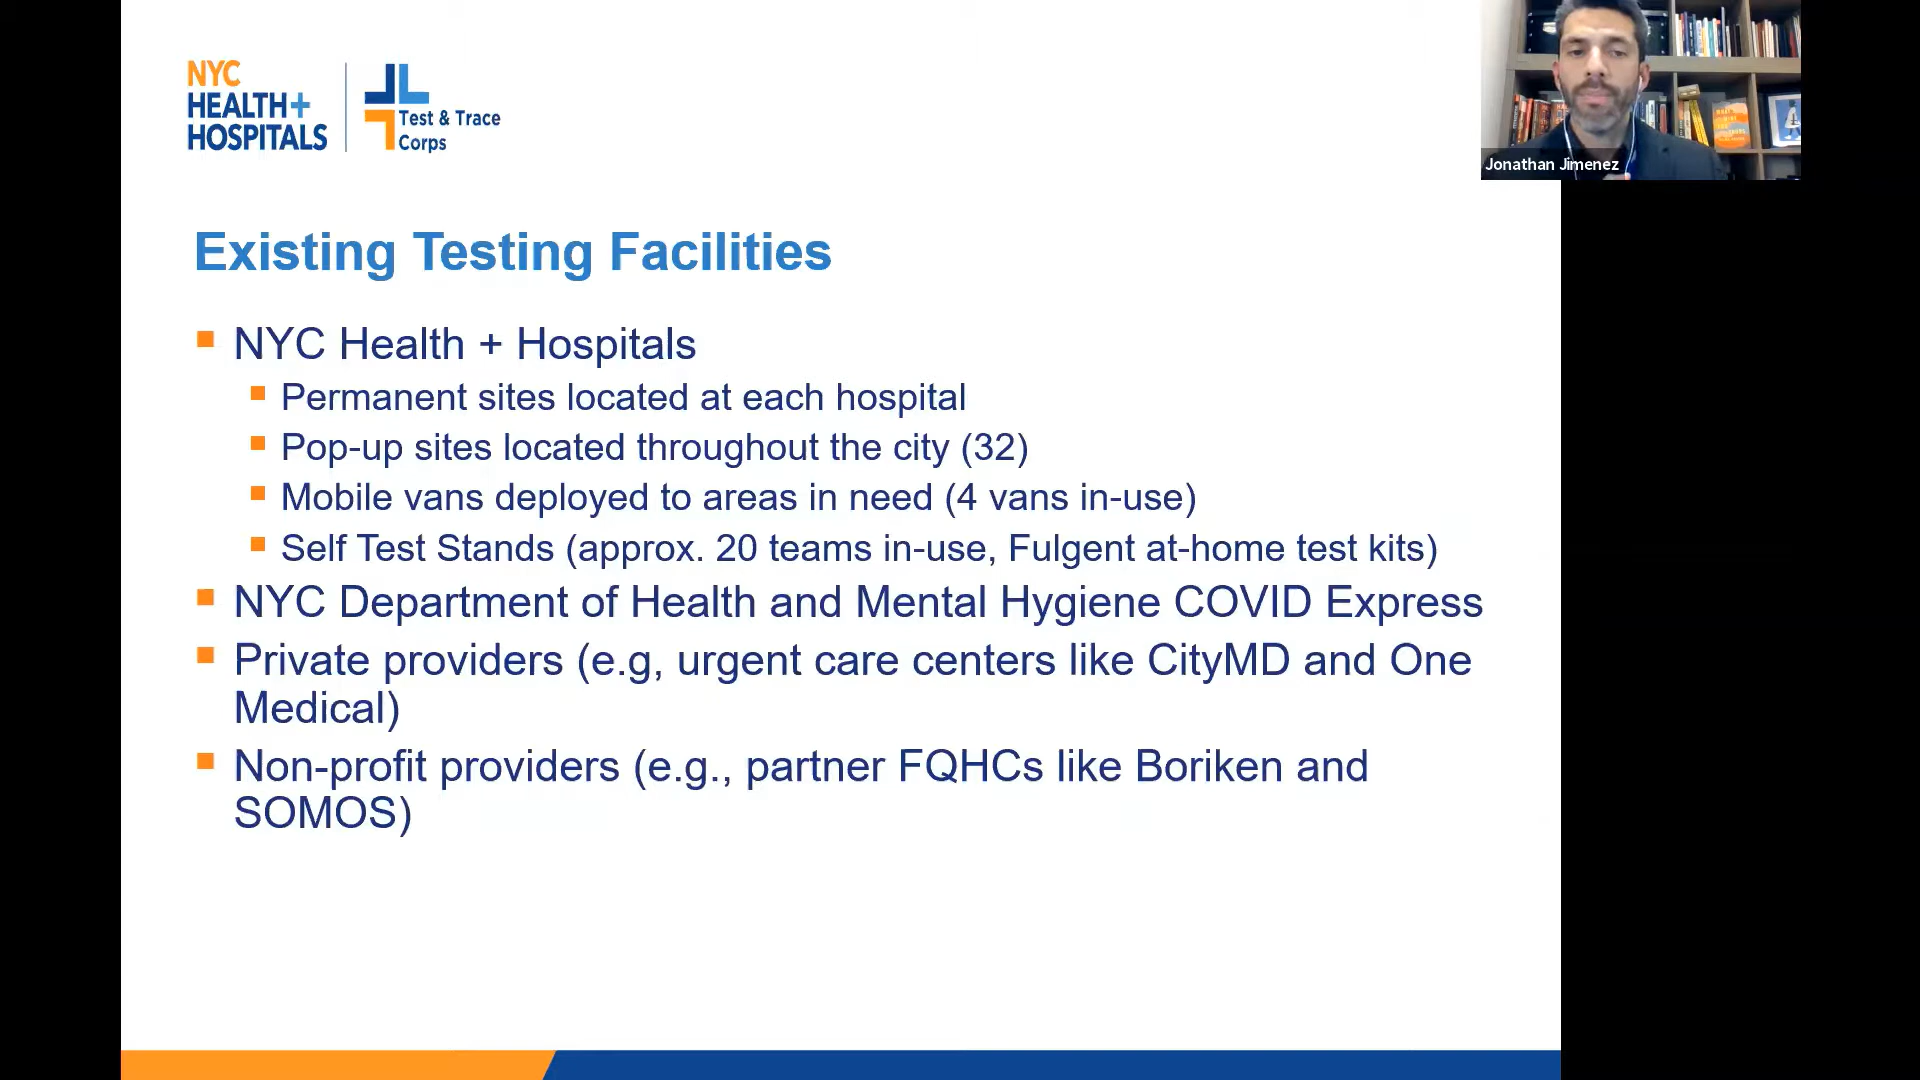 NYC
HEALTH+
HOSPITALS
Test & Trace
Corps
Jonathan Jimenez
Existing Testing Facilities
NYC Health + Hospitals
Permanent sites located at each hospital
Pop-up sites located throughout the city (32)
Mobile vans deployed to areas in need (4 vans in-use)
Self Test Stands (approx. 20 teams in-use, Fulgent at-home test kits)
NYC Department of Health and Mental Hygiene COVID Express
Private providers (e.g, urgent care centers like CityMD and One
Medical)
Non-profit providers (e.g., partner FQHCs like Boriken and
SOMOS)